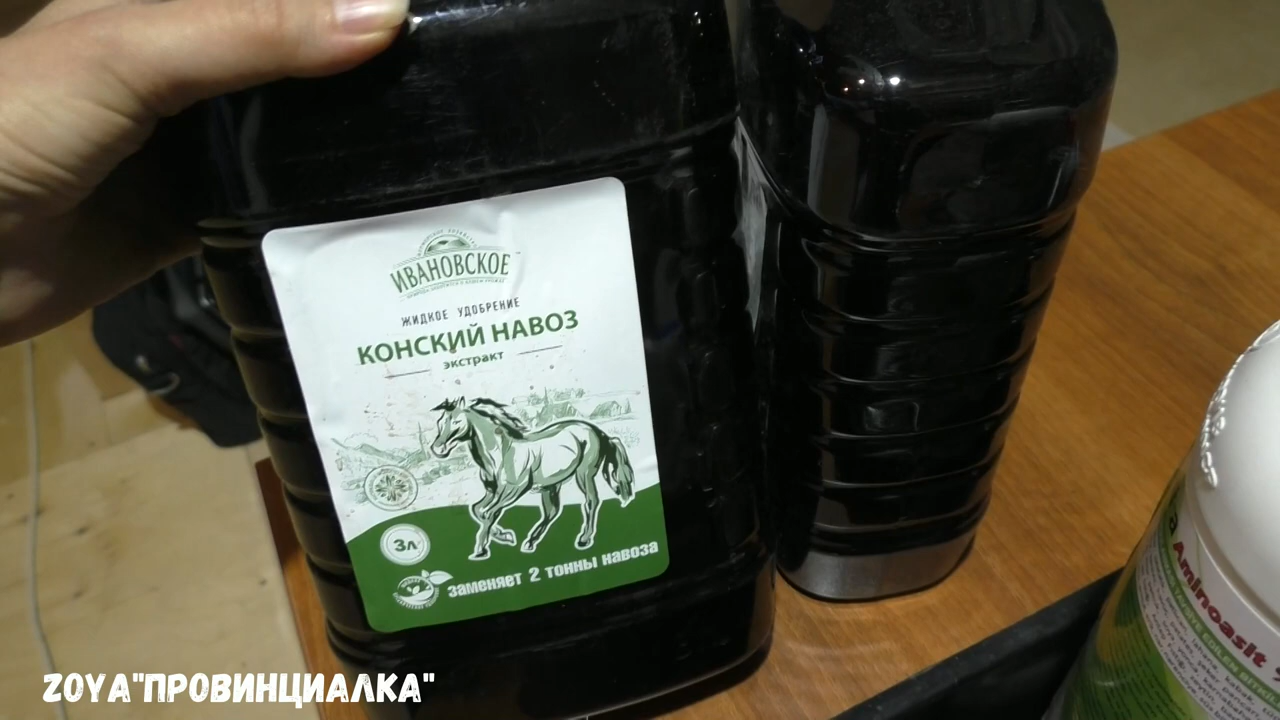 ИВАНОВСКОЕ
ЖИДКОЕ УДОБРЕНИЕ
КОНСКИЙ НАВОЗ
экстракт
3л
заменяет 2 тонны навоза
Aminoasit
ZOYA"ПРОВИНЦИАЛКА"